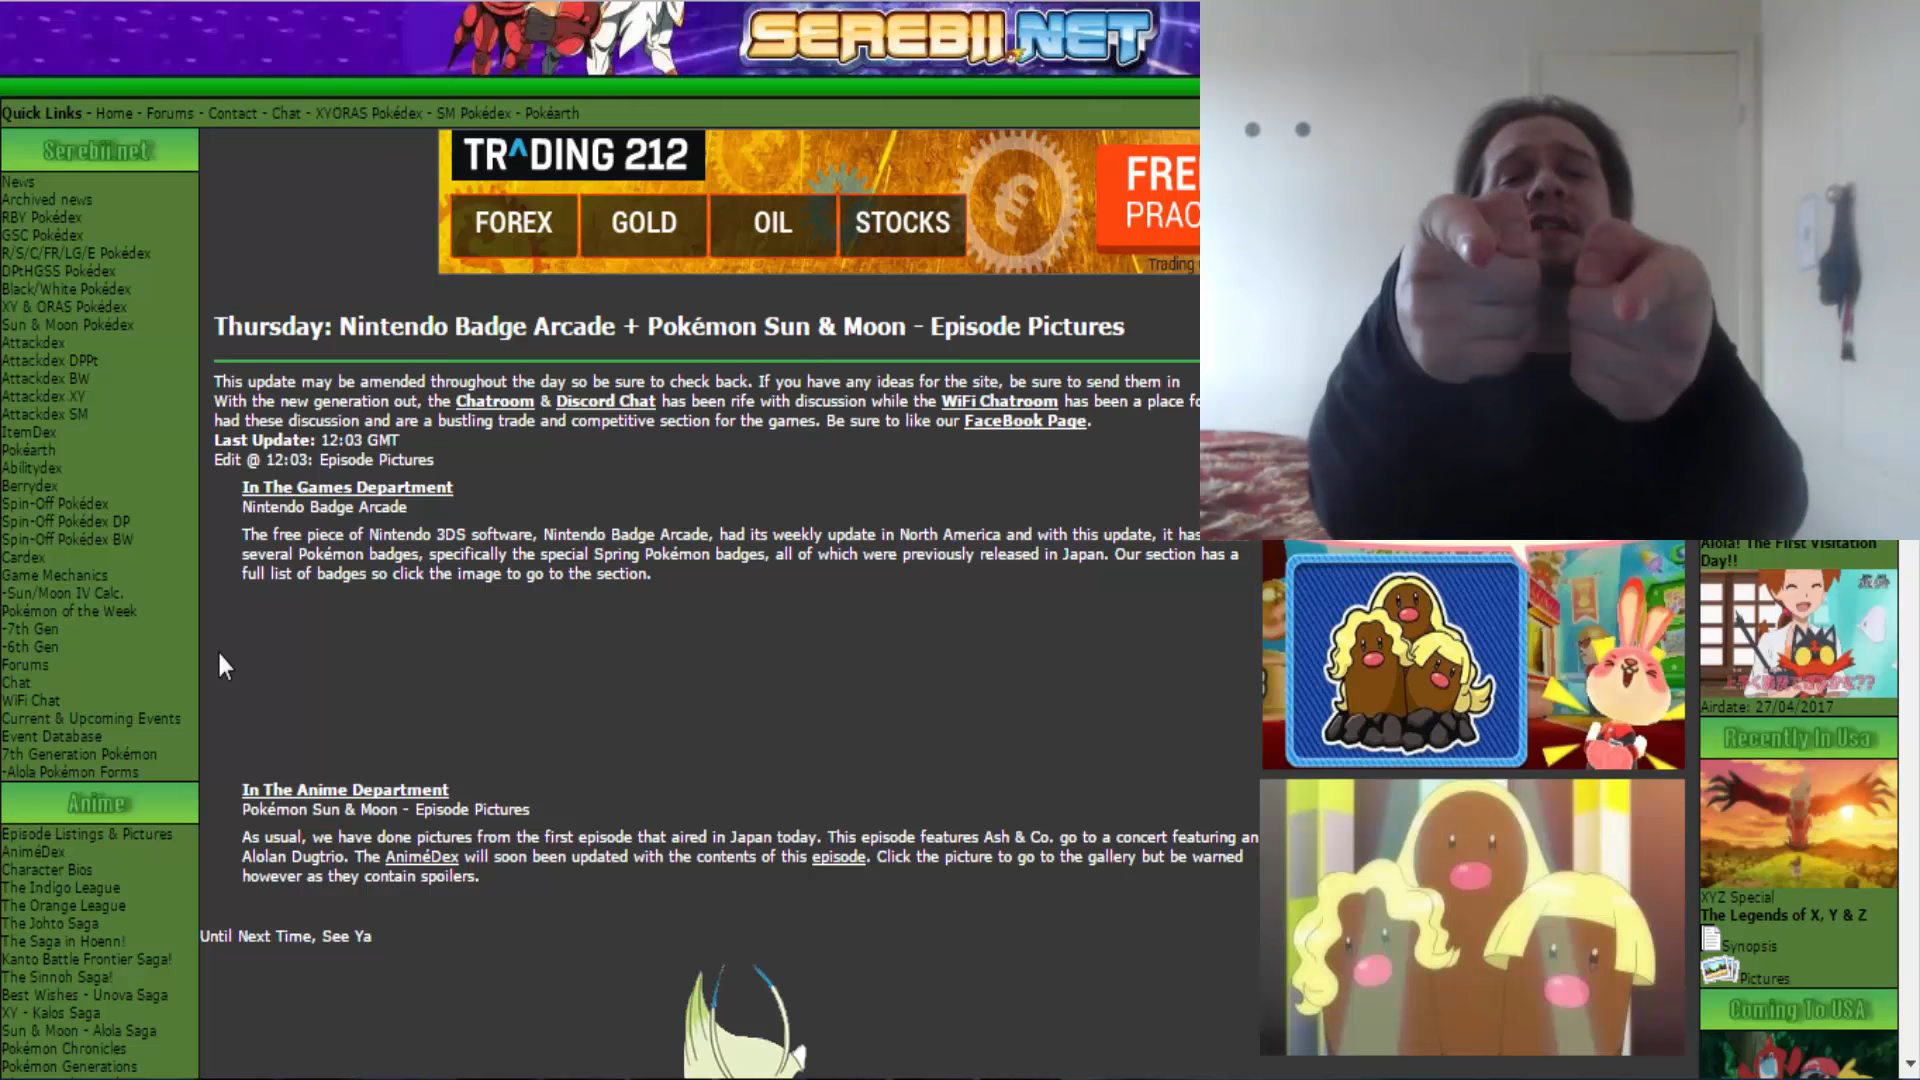 SEREBII.NET
Quick Links - Home - Forums - Contact - Chat - XYORAS Pokédex - SM Pokédex - Pokéarth
Serebii.net
News
Archived news
RBY Pokédex
GSC Pokédex
R/S/C/FR/LG/E Pokédex
DPtHGSS Pokédex
Black/White Pokédex
XY & ORAS Pokédex
Sun & Moon Pokédex
Attackdex
Attackdex DPPt
Attackdex BW
Attackdex XY
Attackdex SM
ItemDex
Pokéarth
Abilitydex
Berrydex
Spin-Off Pokédex
Spin-Off Pokédex DP
Spin-Off Pokédex BW
Cardex
Game Mechanics
-Sun/Moon IV Calc.
Pokémon of the Week
-7th Gen
-6th Gen
Forums
Chat
WiFi Chat
Current & Upcoming Events
Event Database
7th Generation Pokémon
-Alola Pokémon Forms
Anime
Episode Listings & Pictures
AniméDex
Character Bios
The Indigo League
The Orange League
The Johto Saga
The Saga in Hoenn!
Kanto Battle Frontier Saga!
The Sinnoh Saga!
Best Wishes - Unova Saga
XY - Kalos Saga
Sun & Moon - Alola Saga
Pokémon Chronicles
Pokémon Generations
TR^DING 212
FOREX GOLD OIL STOCKS
FRE
PRAC
Trading
Thursday: Nintendo Badge Arcade + Pokémon Sun & Moon - Episode Pictures
This update may be amended throughout the day so be sure to check back. If you have any ideas for the site, be sure to send them in
With the new generation out, the Chatroom & Discord Chat has been rife with discussion while the WiFi Chatroom has been a place fo
had these discussion and are a bustling trade and competitive section for the games. Be sure to like our FaceBook Page.
Last Update: 12:03 GMT
Edit @ 12:03: Episode Pictures
In The Games Department
Nintendo Badge Arcade
The free piece of Nintendo 3DS software, Nintendo Badge Arcade, had its weekly update in North America and with this update, it has
several Pokémon badges, specifically the special Spring Pokémon badges, all of which were previously released in Japan. Our section has a
full list of badges so click the image to go to the section.
In The Anime Department
Pokémon Sun & Moon - Episode Pictures
As usual, we have done pictures from the first episode that aired in Japan today. This episode features Ash & Co. go to a concert featuring an
Alolan Dugtrio. The AniméDex will soon been updated with the contents of this episode. Click the picture to go to the gallery but be warned
however as they contain spoilers.
Until Next Time, See Ya
Alola! The First Visitation
Day!!
Airdate: 27/04/2017
Recently In Usa
XYZ Special
The Legends of X, Y & Z
Synopsis
Pictures
Coming To USA